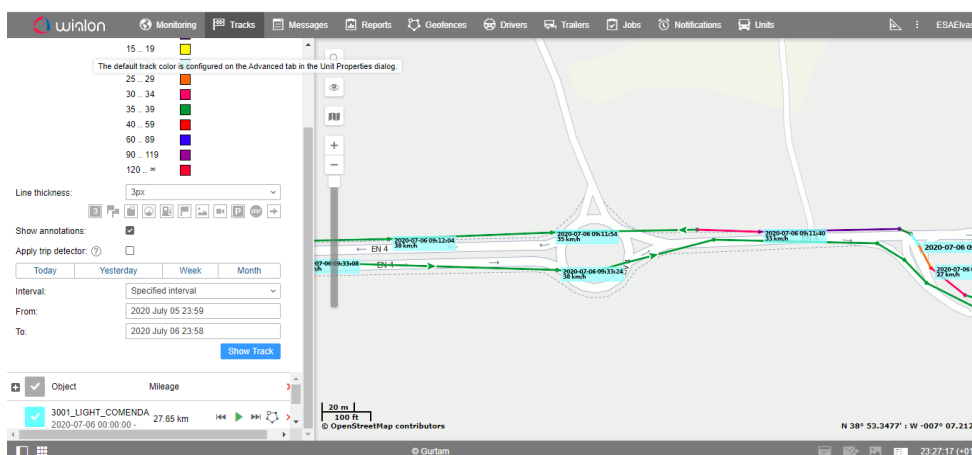 wialon Monitoring Tracks Messages Reports Geofences Drivers Trailers Jobs Notifications Units ESAElvas
15 .. 19
The default track color is configured on the Advanced tab in the Unit Properties dialog.
25 .. 29
30 .. 34
35 .. 39
40 .. 59
60 .. 89
90 .. 119
120 .. ∞
Line thickness: 3px
3 P STOP
Show annotations:
Apply trip detector: ?
Today Yesterday Week Month
Interval: Specified interval
From: 2020 July 05 23:59
To: 2020 July 06 23:58
Show Track
Object Mileage
3001_LIGHT_COMENDA 27.65 km
2020-07-06 00:00:00 -
+
−
2020-07-06 09:12:04
38 km/h
2020-07-06 09:11:54
35 km/h
2020-07-06 09:11:40
33 km/h
← EN 4
EN 4
07-06 09:33:08
/h
2020-07-06 09:33:24
38 km/h
2020-07-06 09
2020-07-06 0
27 km/h
20 m
100 ft
© OpenStreetMap contributors
N 38° 53.3477' : W -007° 07.212
© Gurtam
23:27:17 (+01